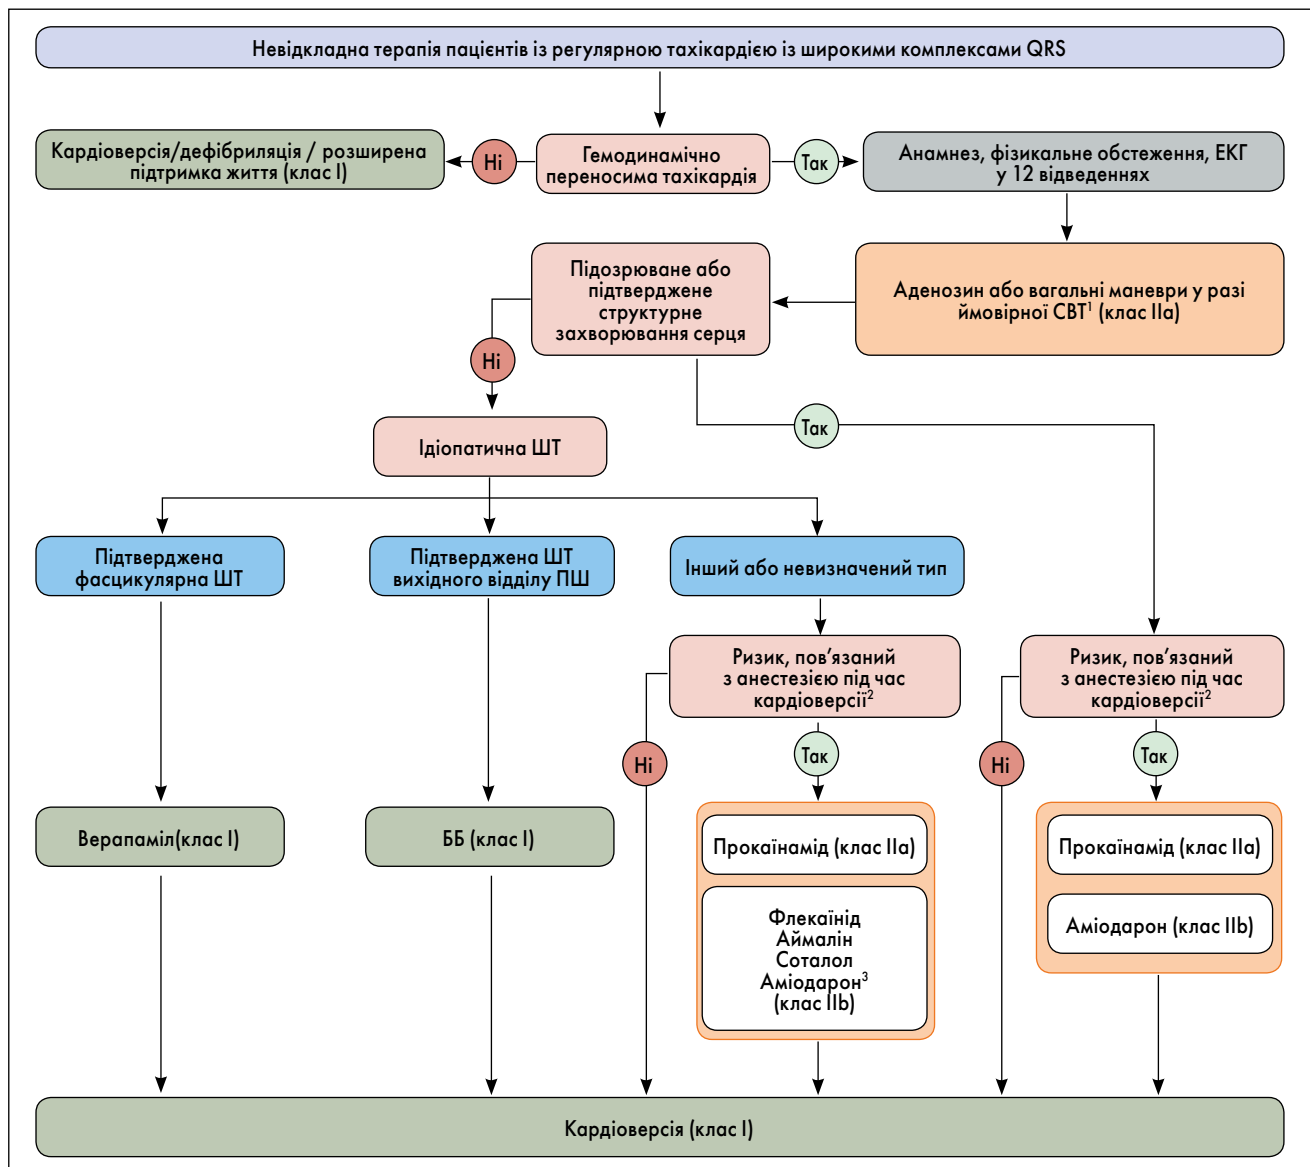 Невідкладна терапія пацієнтів із регулярною тахікардією із широкими комплексами QRS
Кардіоверсія/дефібриляція / розширена
підтримка життя (клас I)
Ні
Гемодинамічно
переносима тахікардія
Так
Анамнез, фізикальне обстеження, ЕКГ
у 12 відведеннях
Підозрюване або
підтверджене
структурне
захворювання серця
Аденозин або вагальні маневри у разі
ймовірної СВТ¹ (клас IIa)
Ні
Так
Ідіопатична ШТ
Підтверджена
фасцикулярна ШТ
Підтверджена ШТ
вихідного відділу ПШ
Інший або невизначений тип
Ризик, пов’язаний
з анестезією під час
кардіоверсії²
Ризик, пов’язаний
з анестезією під час
кардіоверсії²
Ні
Так
Ні
Так
Верапаміл(клас I)
ББ (клас I)
Прокаїнамід (клас IIa)
Флекаїнід
Аймалін
Соталол
Аміодарон³
(клас IIb)
Прокаїнамід (клас IIa)
Аміодарон (клас IIb)
Кардіоверсія (клас I)